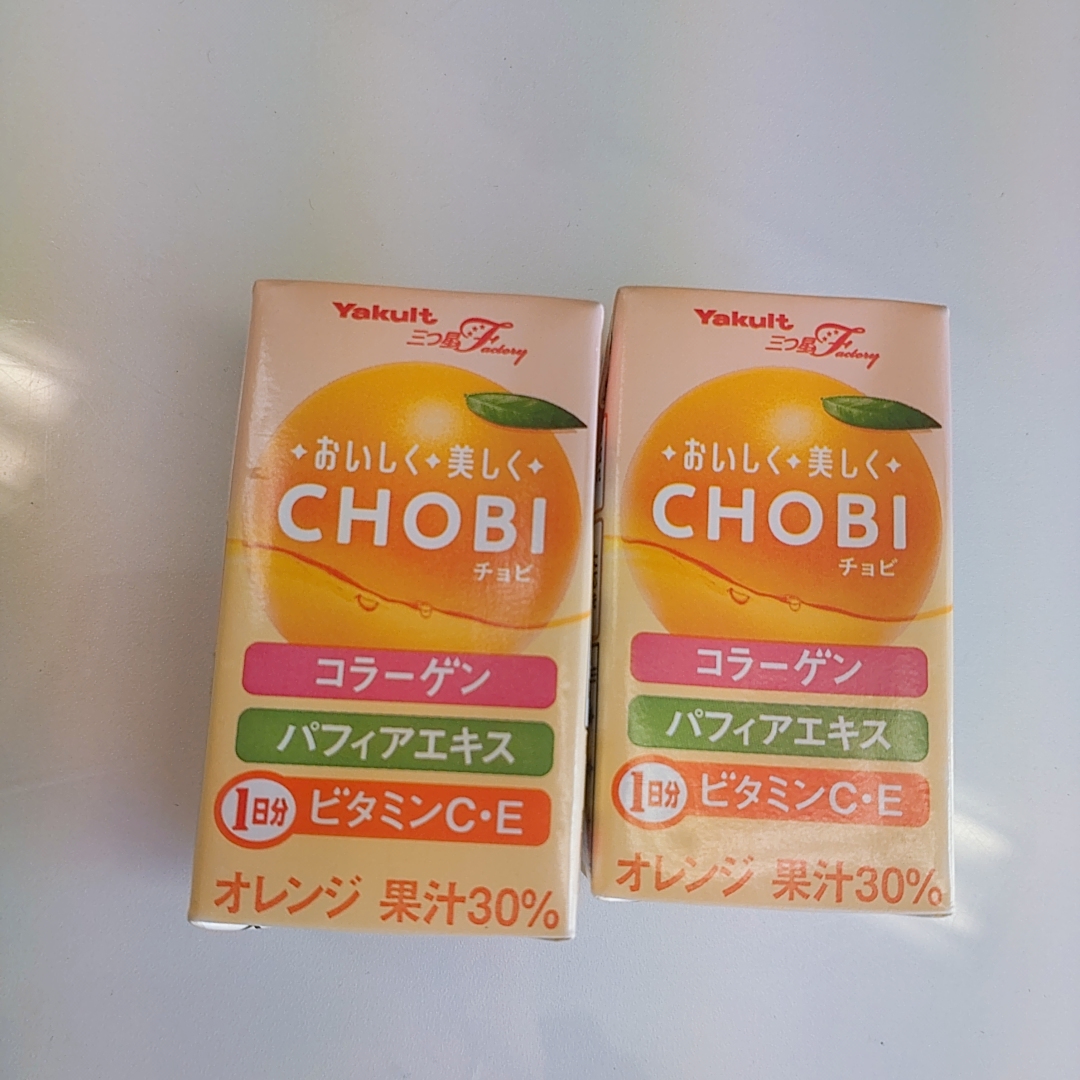 Yakult
三つ星Factory
おいしく 美しく
CHOBI
チョビ
コラーゲン
パフィアエキス
1日分 ビタミンC・E
オレンジ 果汁30%
Yakult
三つ星Factory
おいしく 美しく
CHOBI
チョビ
コラーゲン
パフィアエキス
1日分 ビタミンC・E
オレンジ 果汁30%